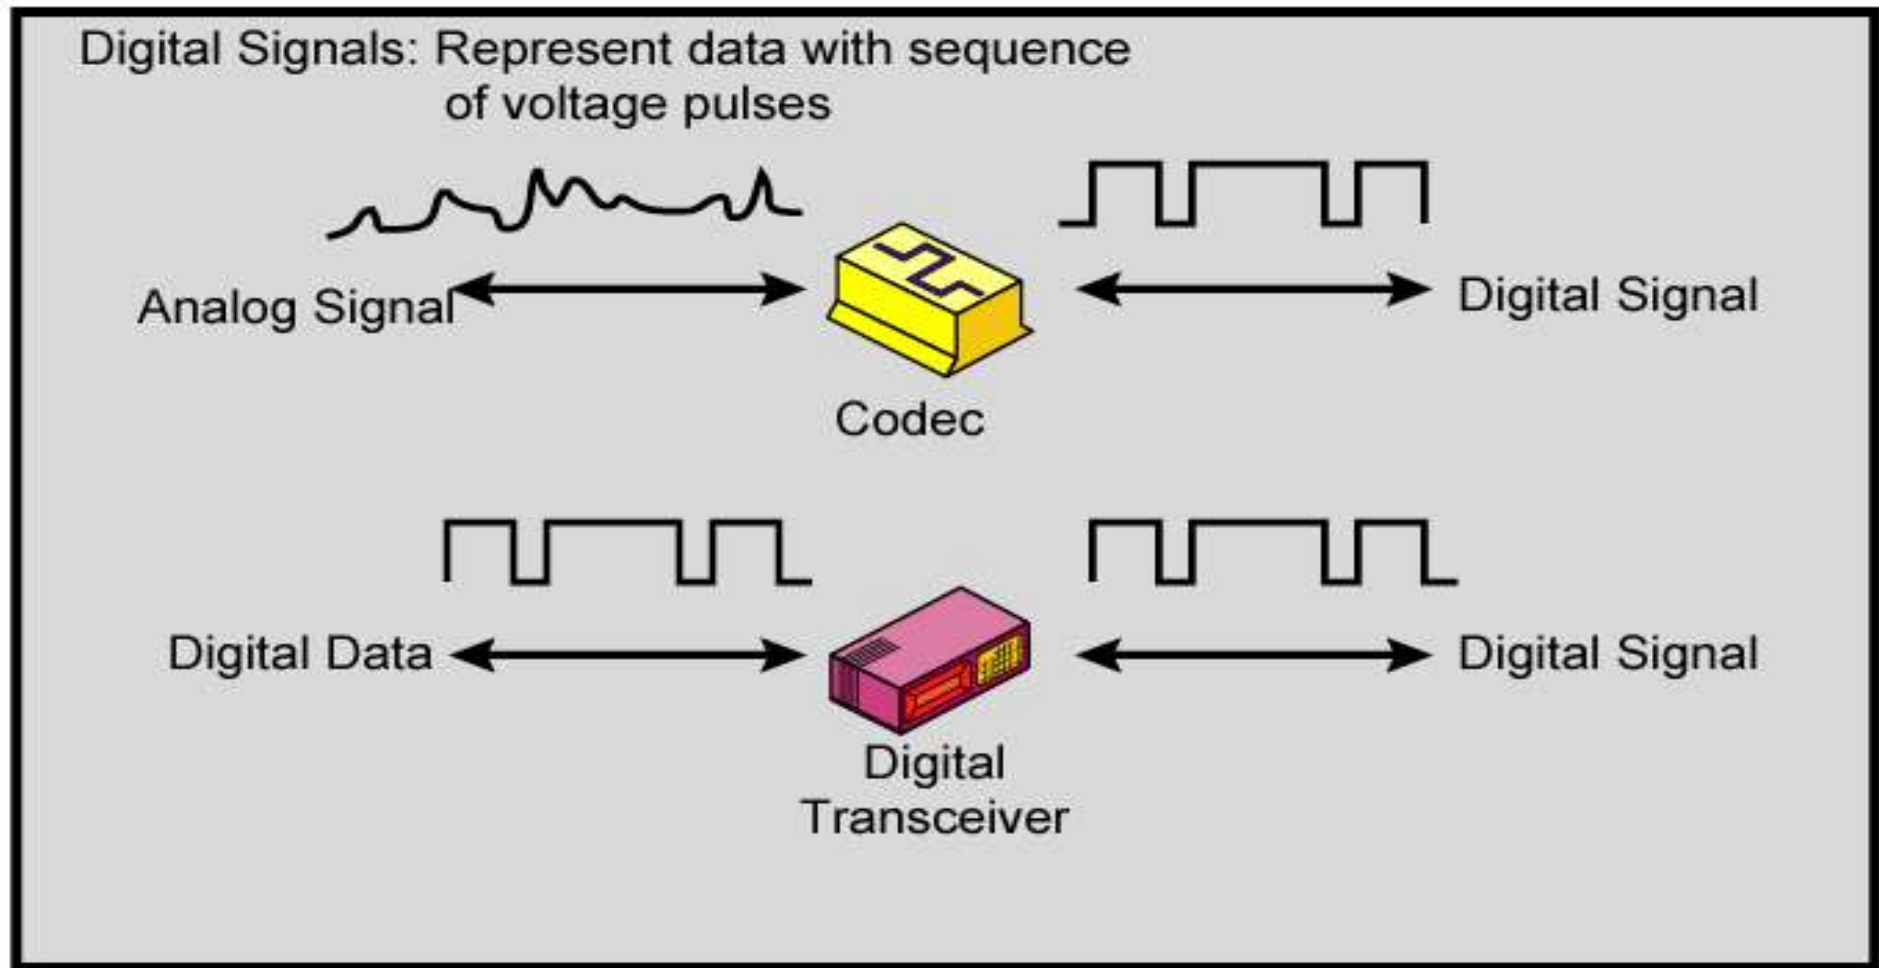 Digital Signals: Represent data with sequence
of voltage pulses
Analog Signal
Digital Signal
Codec
Digital Data
Digital Signal
Digital
Transceiver